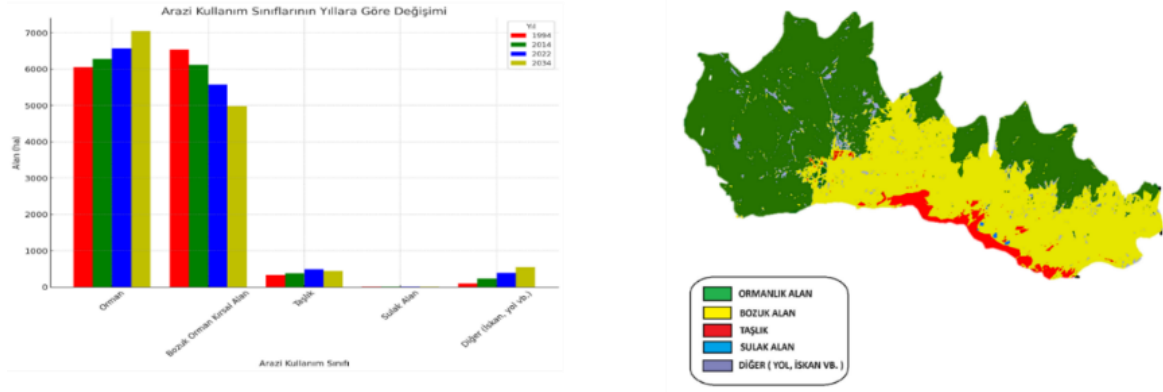 Arazi Kullanım Sınıflarının Yıllara Göre Değişimi
Yıl
1994
2014
2022
2034
7000
6000
5000
4000
3000
2000
1000
0
Alan (ha)
Orman
Bozuk Orman Kırsal Alan
Taşlık
Sulak Alan
Diğer (İskan, yol vb.)
Arazi Kullanım Sınıfı
ORMANLIK ALAN
BOZUK ALAN
TAŞLIK
SULAK ALAN
DİĞER ( YOL, İSKAN VB. )